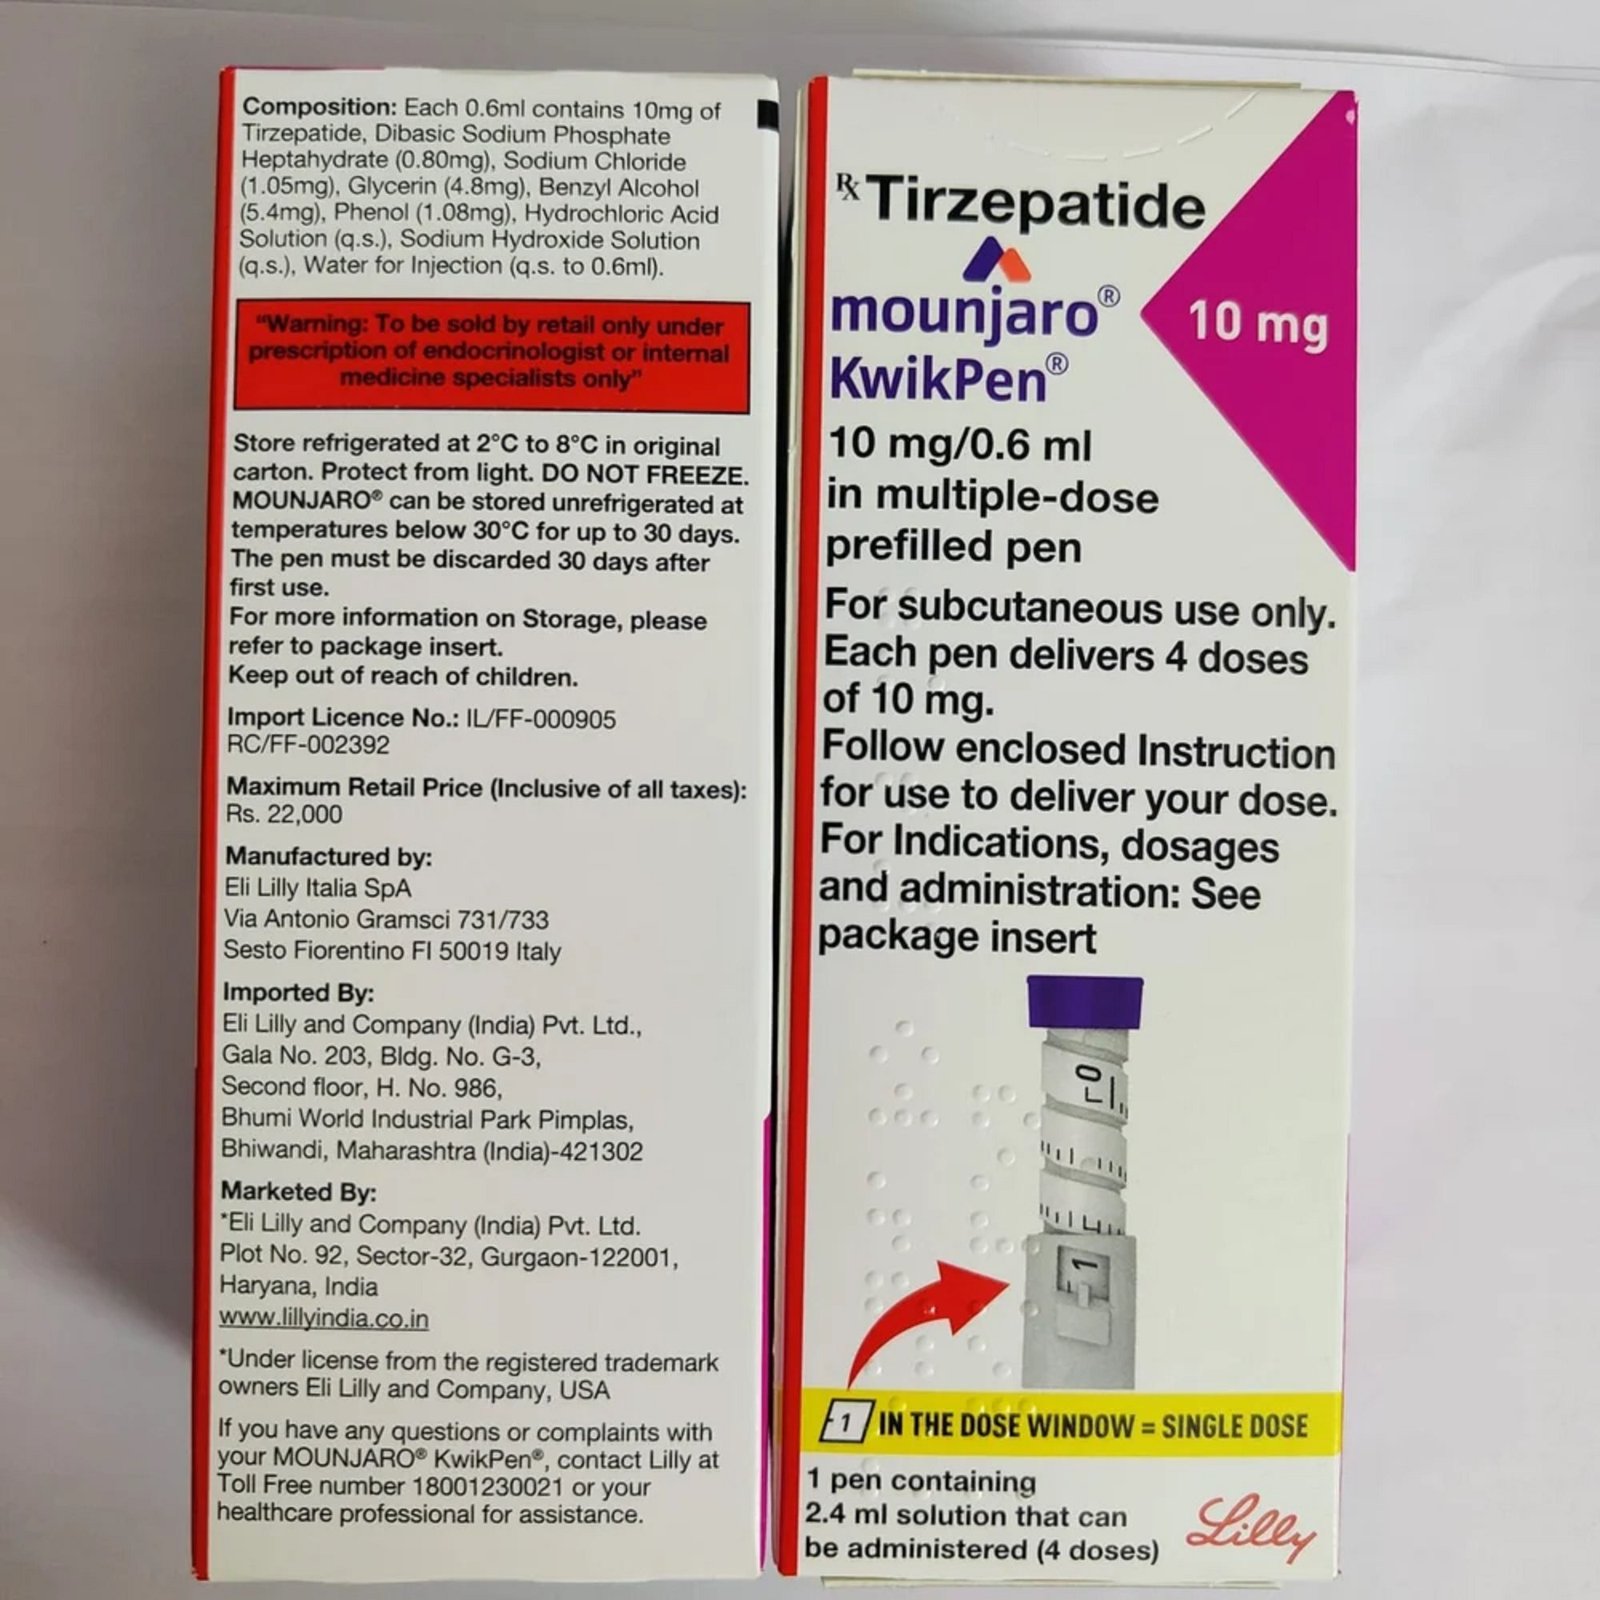 Composition: Each 0.6ml contains 10mg of
Tirzepatide, Dibasic Sodium Phosphate
Heptahydrate (0.80mg), Sodium Chloride
(1.05mg), Glycerin (4.8mg), Benzyl Alcohol
(5.4mg), Phenol (1.08mg), Hydrochloric Acid
Solution (q.s.), Sodium Hydroxide Solution
(q.s.), Water for Injection (q.s. to 0.6ml).
“Warning: To be sold by retail only under
prescription of endocrinologist or internal
medicine specialists only”
Store refrigerated at 2°C to 8°C in original
carton. Protect from light. DO NOT FREEZE.
MOUNJARO® can be stored unrefrigerated at
temperatures below 30°C for up to 30 days.
The pen must be discarded 30 days after
first use.
For more information on Storage, please
refer to package insert.
Keep out of reach of children.
Import Licence No.: IL/FF-000905
RC/FF-002392
Maximum Retail Price (Inclusive of all taxes):
Rs. 22,000
Manufactured by:
Eli Lilly Italia SpA
Via Antonio Gramsci 731/733
Sesto Fiorentino FI 50019 Italy
Imported By:
Eli Lilly and Company (India) Pvt. Ltd.,
Gala No. 203, Bldg. No. G-3,
Second floor, H. No. 986,
Bhumi World Industrial Park Pimplas,
Bhiwandi, Maharashtra (India)-421302
Marketed By:
*Eli Lilly and Company (India) Pvt. Ltd.
Plot No. 92, Sector-32, Gurgaon-122001,
Haryana, India
www.lillyindia.co.in
*Under license from the registered trademark
owners Eli Lilly and Company, USA
If you have any questions or complaints with
your MOUNJARO® KwikPen®, contact Lilly at
Toll Free number 18001230021 or your
healthcare professional for assistance.
℞ Tirzepatide
mounjaro®
KwikPen®
10 mg
10 mg/0.6 ml
in multiple-dose
prefilled pen
For subcutaneous use only.
Each pen delivers 4 doses
of 10 mg.
Follow enclosed Instruction
for use to deliver your dose.
For Indications, dosages
and administration: See
package insert
0
1
1 IN THE DOSE WINDOW = SINGLE DOSE
1 pen containing
2.4 ml solution that can
be administered (4 doses)
Lilly